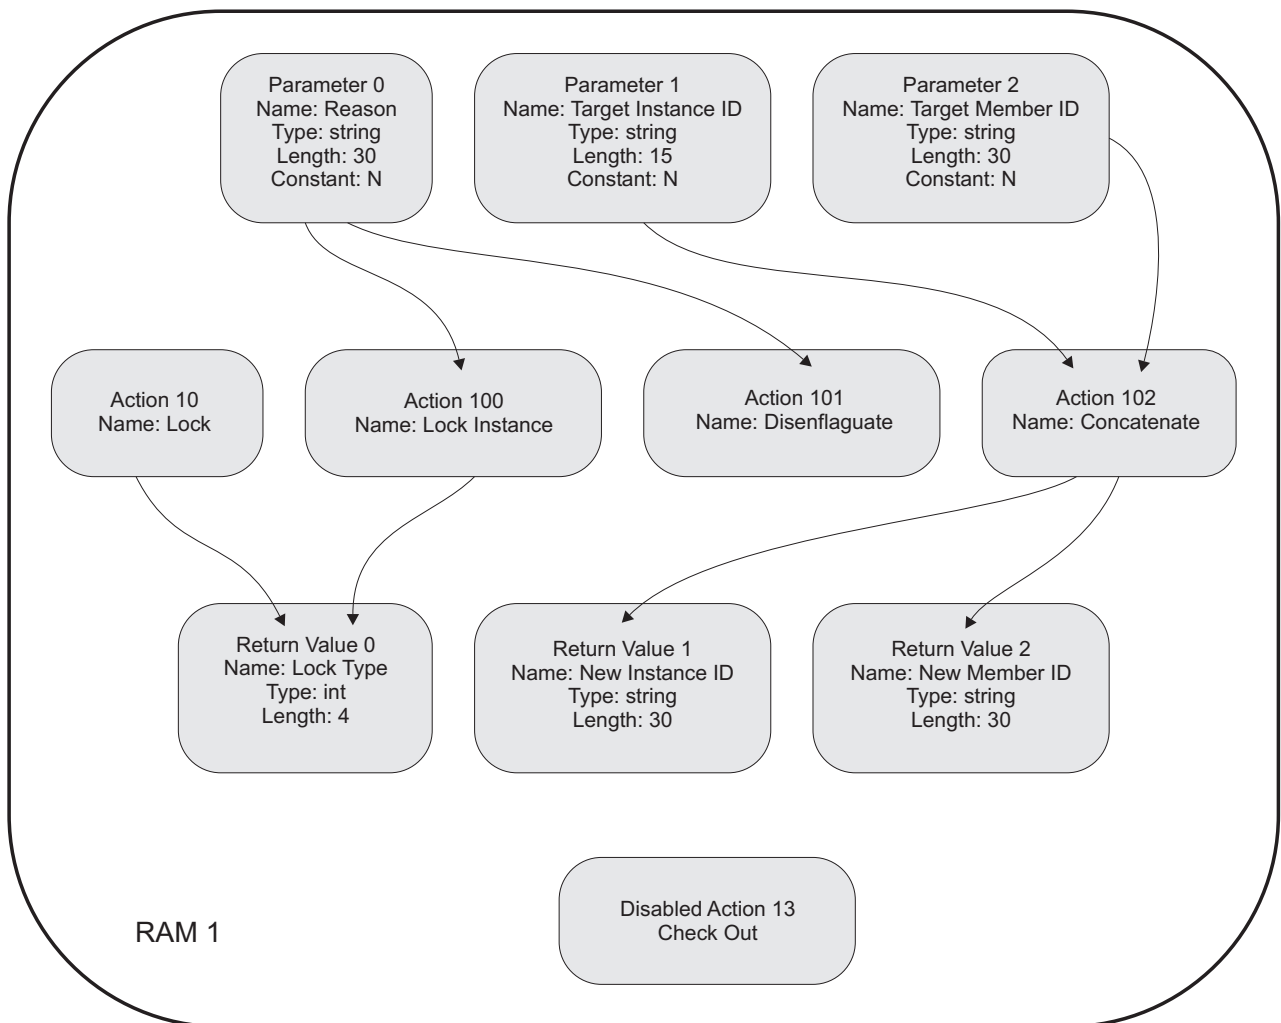 Parameter 0
Name: Reason
Type: string
Length: 30
Constant: N
Parameter 1
Name: Target Instance ID
Type: string
Length: 15
Constant: N
Parameter 2
Name: Target Member ID
Type: string
Length: 30
Constant: N
Action 10
Name: Lock
Action 100
Name: Lock Instance
Action 101
Name: Disenflaguate
Action 102
Name: Concatenate
Return Value 0
Name: Lock Type
Type: int
Length: 4
Return Value 1
Name: New Instance ID
Type: string
Length: 30
Return Value 2
Name: New Member ID
Type: string
Length: 30
Disabled Action 13
Check Out
RAM 1